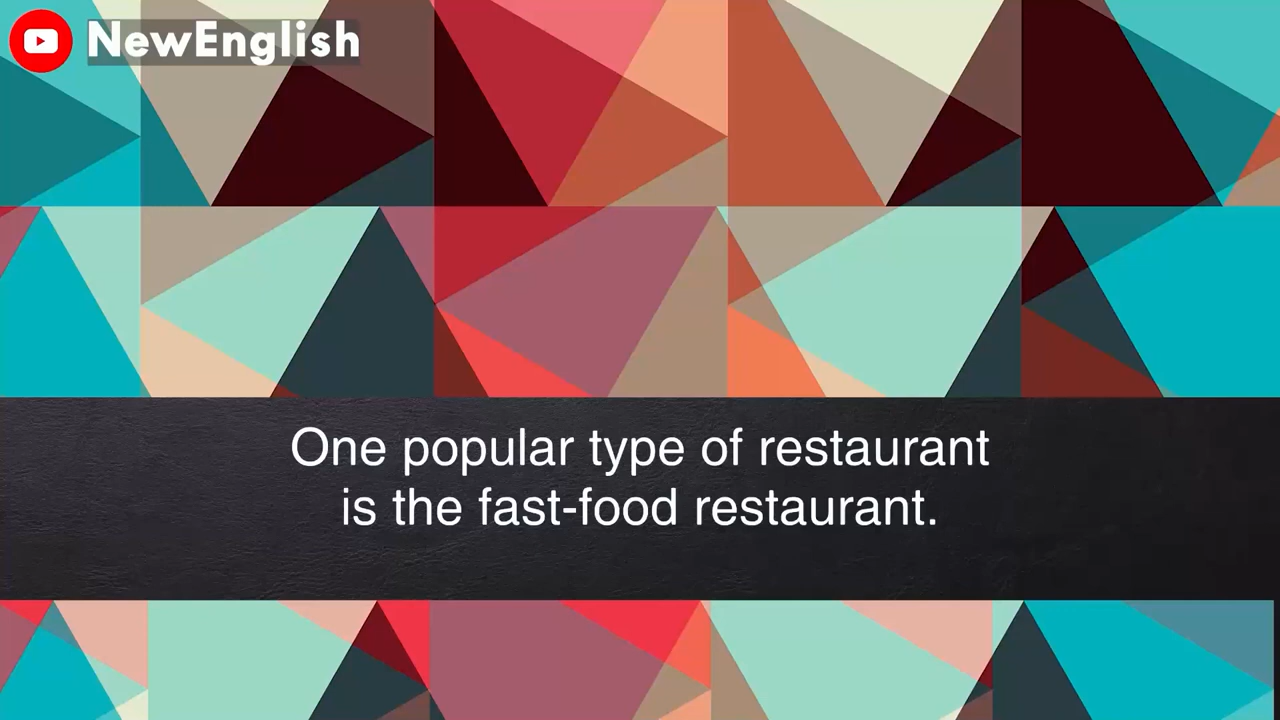 NewEnglish
One popular type of restaurant
is the fast-food restaurant.